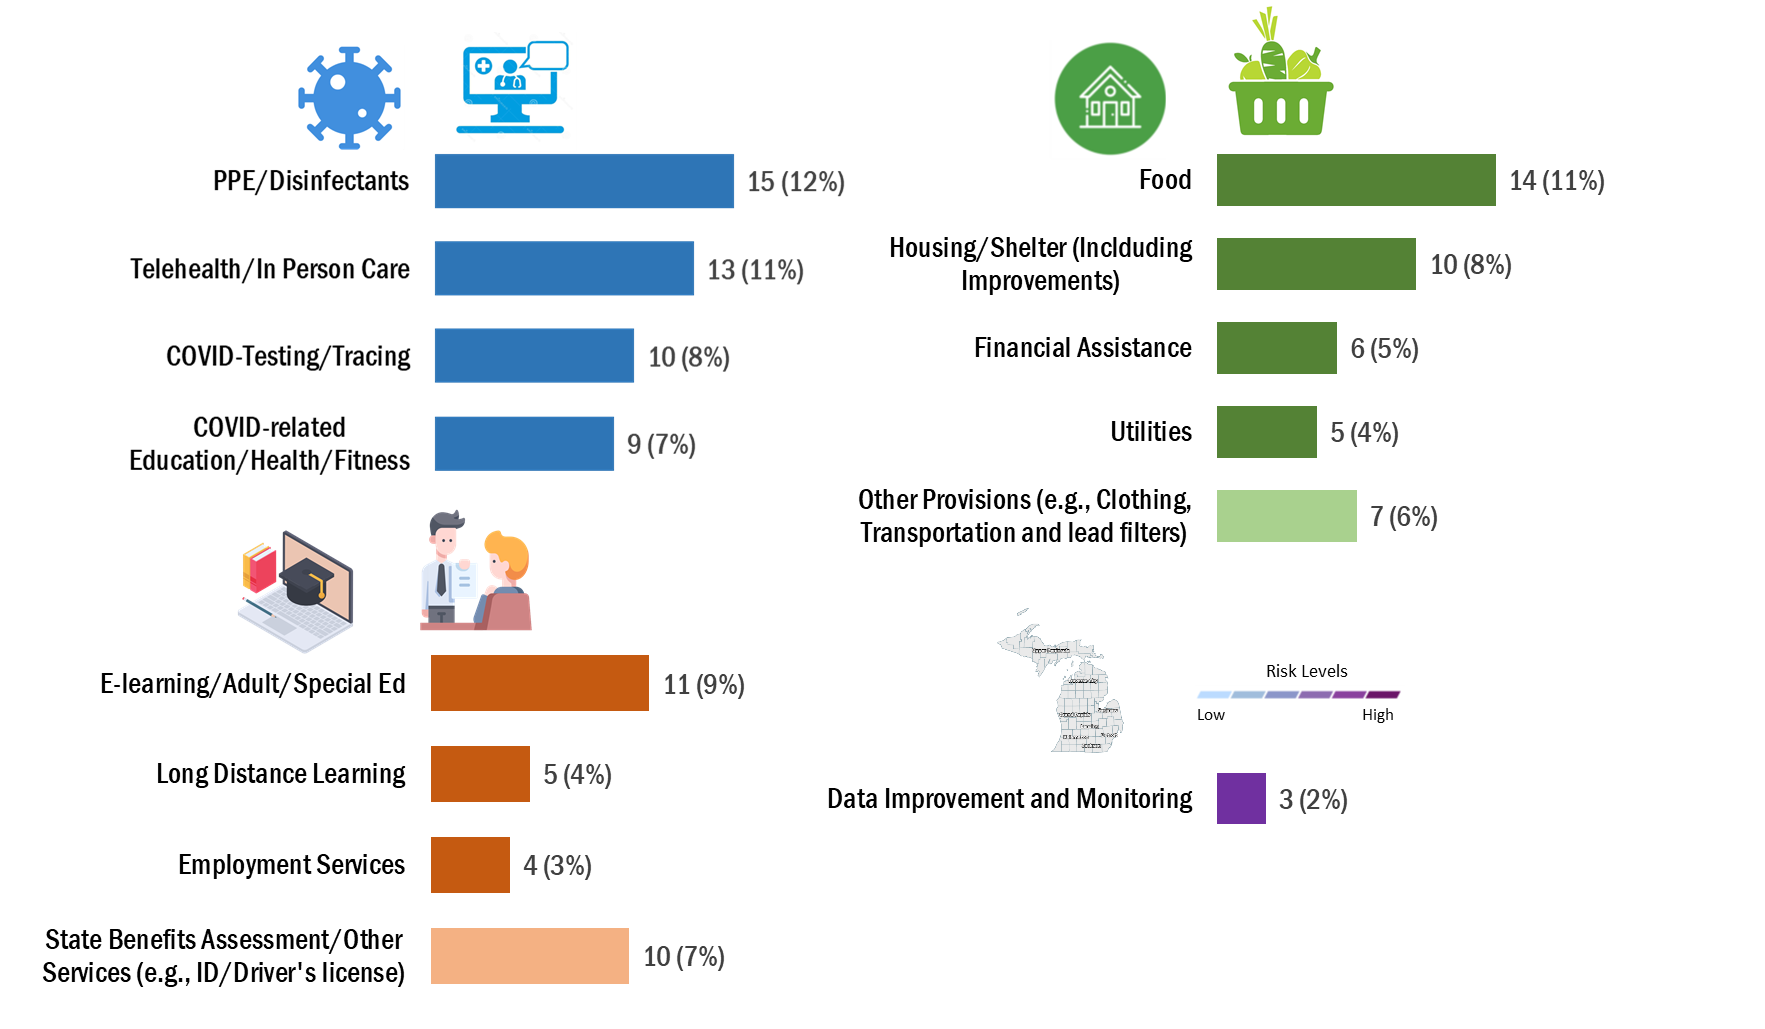 PPE/Disinfectants
15 (12%)
Telehealth/In Person Care
13 (11%)
COVID-Testing/Tracing
10 (8%)
COVID-related
Education/Health/Fitness
9 (7%)
E-learning/Adult/Special Ed
11 (9%)
Long Distance Learning
5 (4%)
Employment Services
4 (3%)
State Benefits Assessment/Other
Services (e.g., ID/Driver's license)
10 (7%)
Food
14 (11%)
Housing/Shelter (Inclduding
Improvements)
10 (8%)
Financial Assistance
6 (5%)
Utilities
5 (4%)
Other Provisions (e.g., Clothing,
Transportation and lead filters)
7 (6%)
Risk Levels
Low
High
Data Improvement and Monitoring
3 (2%)